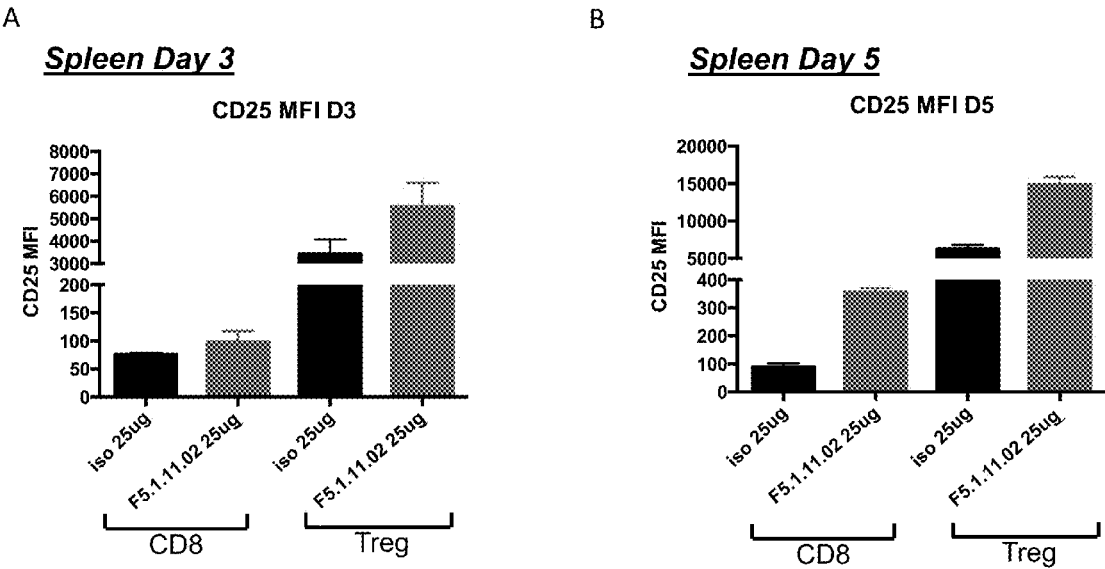 A
Spleen Day 3
CD25 MFI D3
CD25 MFI
8000
7000
6000
5000
4000
3000
200
150
100
50
0
iso 25ug
F5.1.11.02 25ug
iso 25ug
F5.1.11.02 25ug
CD8
Treg
B
Spleen Day 5
CD25 MFI D5
CD25 MFI
20000
15000
10000
5000
400
300
200
100
0
iso 25ug
F5.1.11.02 25ug
iso 25ug
F5.1.11.02 25ug
CD8
Treg